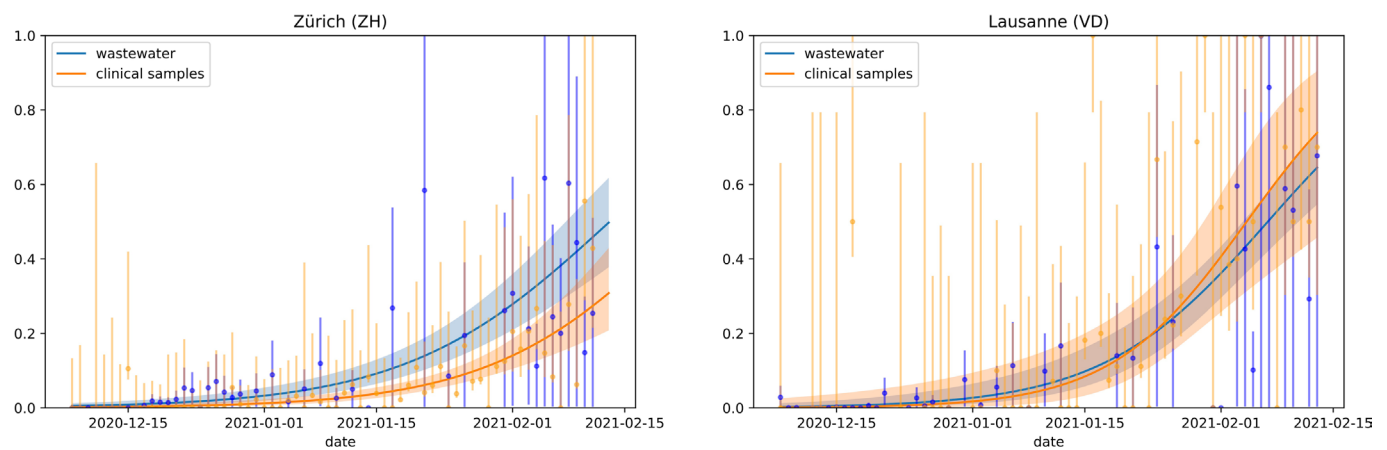 Zürich (ZH)
1.0
0.8
0.6
0.4
0.2
0.0
wastewater
clinical samples
2020-12-15
2021-01-01
2021-01-15
2021-02-01
2021-02-15
date
Lausanne (VD)
1.0
0.8
0.6
0.4
0.2
0.0
wastewater
clinical samples
2020-12-15
2021-01-01
2021-01-15
2021-02-01
2021-02-15
date